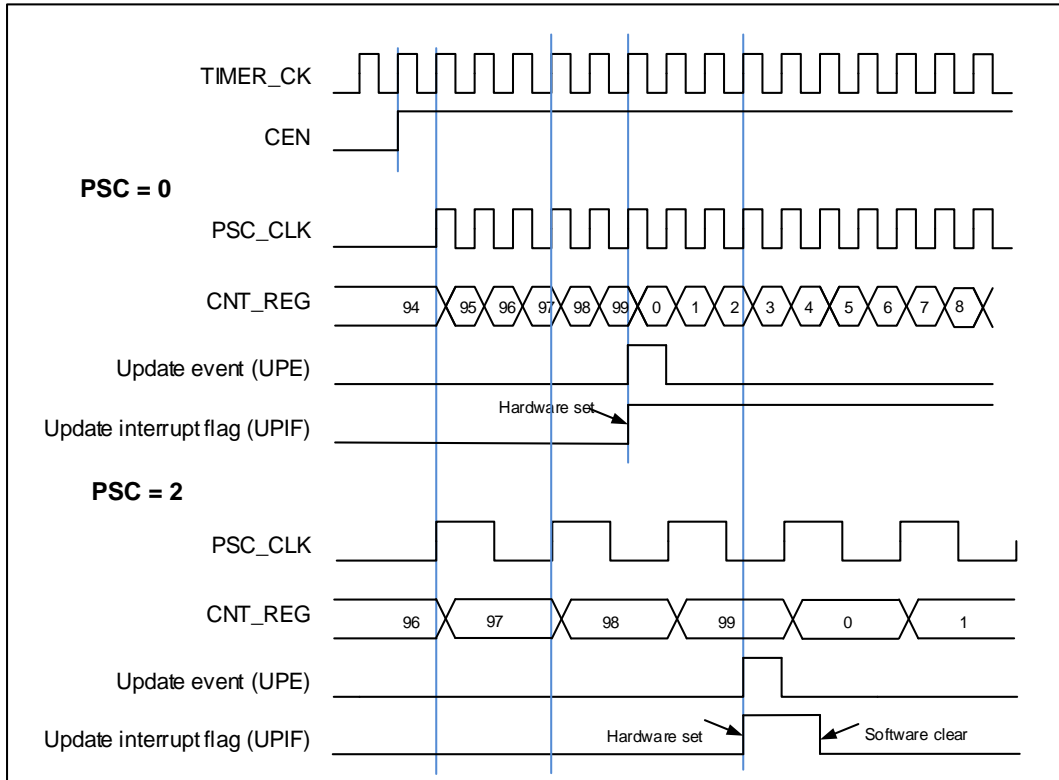 TIMER_CK
CEN
PSC = 0
PSC_CLK
CNT_REG 94 95 96 97 98 99 0 1 2 3 4 5 6 7 8
Update event (UPE)
Hardware set
Update interrupt flag (UPIF)
PSC = 2
PSC_CLK
CNT_REG 96 97 98 99 0 1
Update event (UPE)
Update interrupt flag (UPIF) Hardware set Software clear